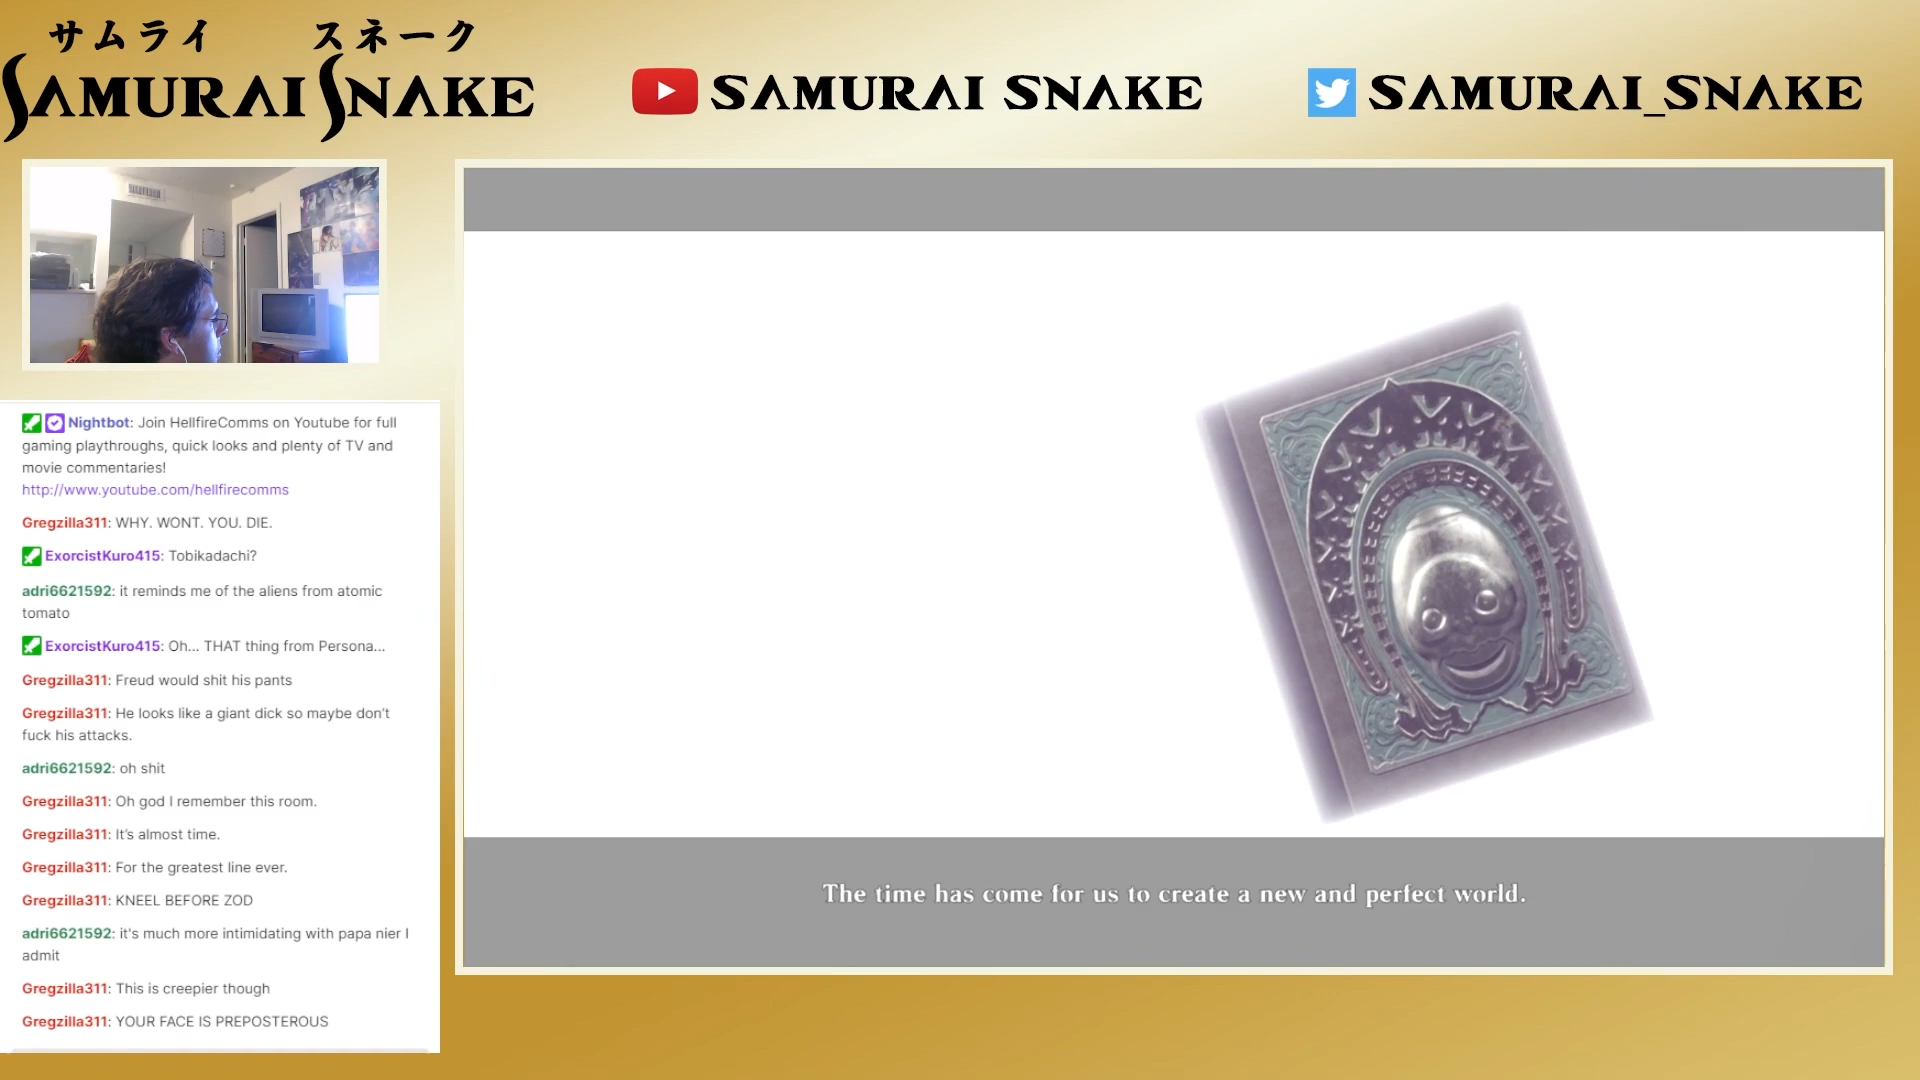 サムライ スネーク
SAMURAI SNAKE
SAMURAI SNAKE
SAMURAI_SNAKE
Nightbot: Join HellfireComms on Youtube for full
gaming playthroughs, quick looks and plenty of TV and
movie commentaries!
http://www.youtube.com/hellfirecomms
Gregzilla311: WHY. WONT. YOU. DIE.
ExorcistKuro415: Tobikadachi?
adri6621592: it reminds me of the aliens from atomic
tomato
ExorcistKuro415: Oh... THAT thing from Persona...
Gregzilla311: Freud would shit his pants
Gregzilla311: He looks like a giant dick so maybe don't
fuck his attacks.
adri6621592: oh shit
Gregzilla311: Oh god I remember this room.
Gregzilla311: It's almost time.
Gregzilla311: For the greatest line ever.
Gregzilla311: KNEEL BEFORE ZOD
adri6621592: it's much more intimidating with papa nier I
admit
Gregzilla311: This is creepier though
Gregzilla311: YOUR FACE IS PREPOSTEROUS
The time has come for us to create a new and perfect world.